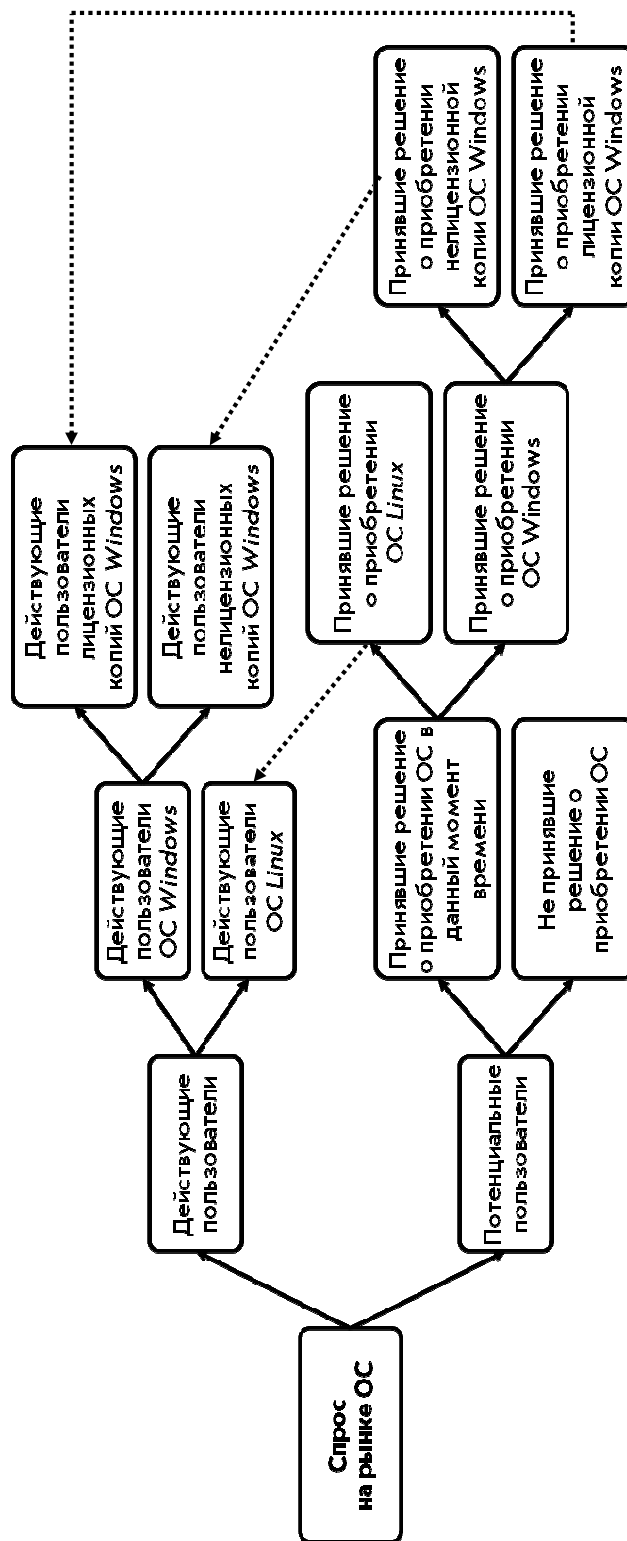 Спрос
на рынке ОС
Действующие
пользователи
Потенциальные
пользователи
Действующие
пользователи
ОС Windows
Действующие
пользователи
ОС Linux
Принявшие решение
о приобретении ОС в
данный момент
времени
Не принявшие
решение о
приобретении ОС
Действующие
пользователи
лицензионных
копий ОС Windows
Действующие
пользователи
нелицензионных
копий ОС Windows
Принявшие решение
о приобретении
ОС Linux
Принявшие решение
о приобретении
ОС Windows
Принявшие решение
о приобретении
нелицензионной
копии ОС Windows
Принявшие решение
о приобретении
лицензионной
копии ОС Windows